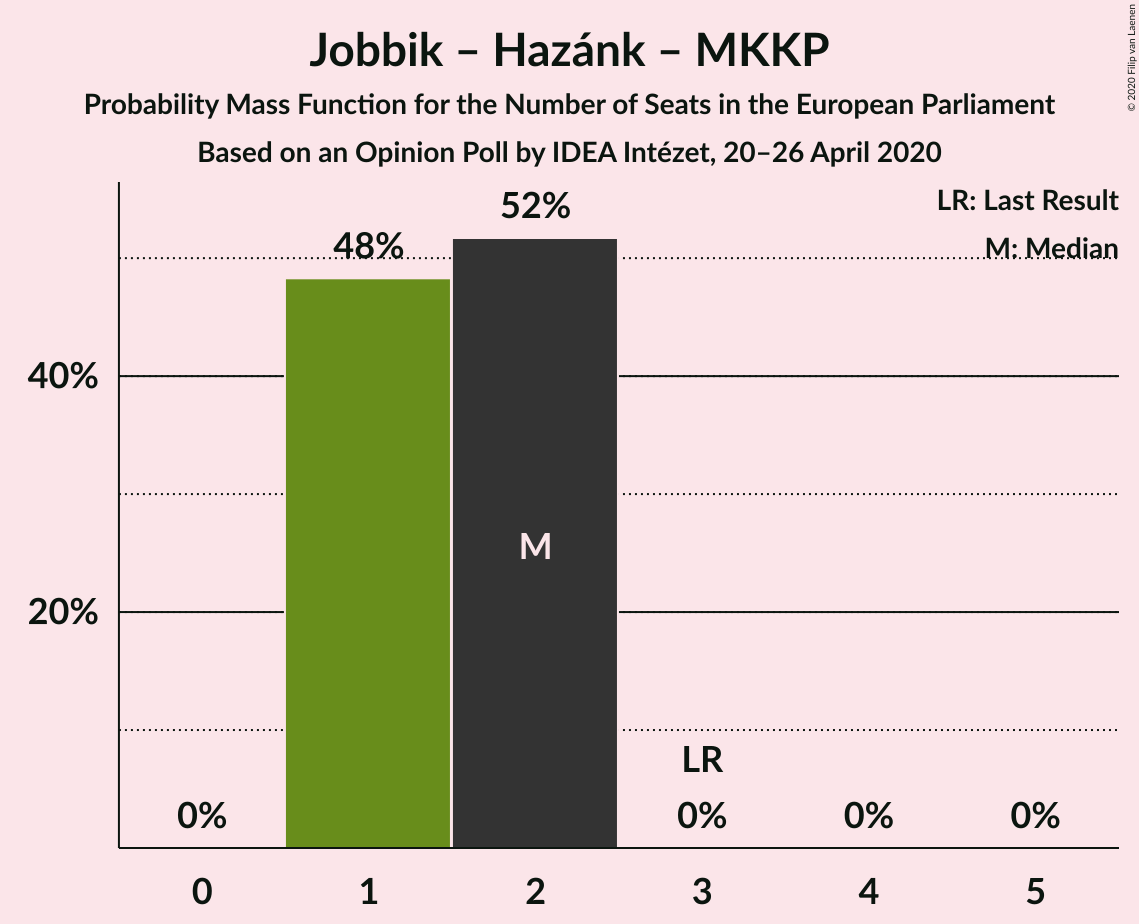 Jobbik – Hazánk – MKKP
Probability Mass Function for the Number of Seats in the European Parliament
Based on an Opinion Poll by IDEA Intézet, 20–26 April 2020
© 2020 Filip van Laenen
LR: Last Result
M: Median
52%
48%
40%
M
20%
LR
0%
0%
0%
0%
0
1
2
3
4
5